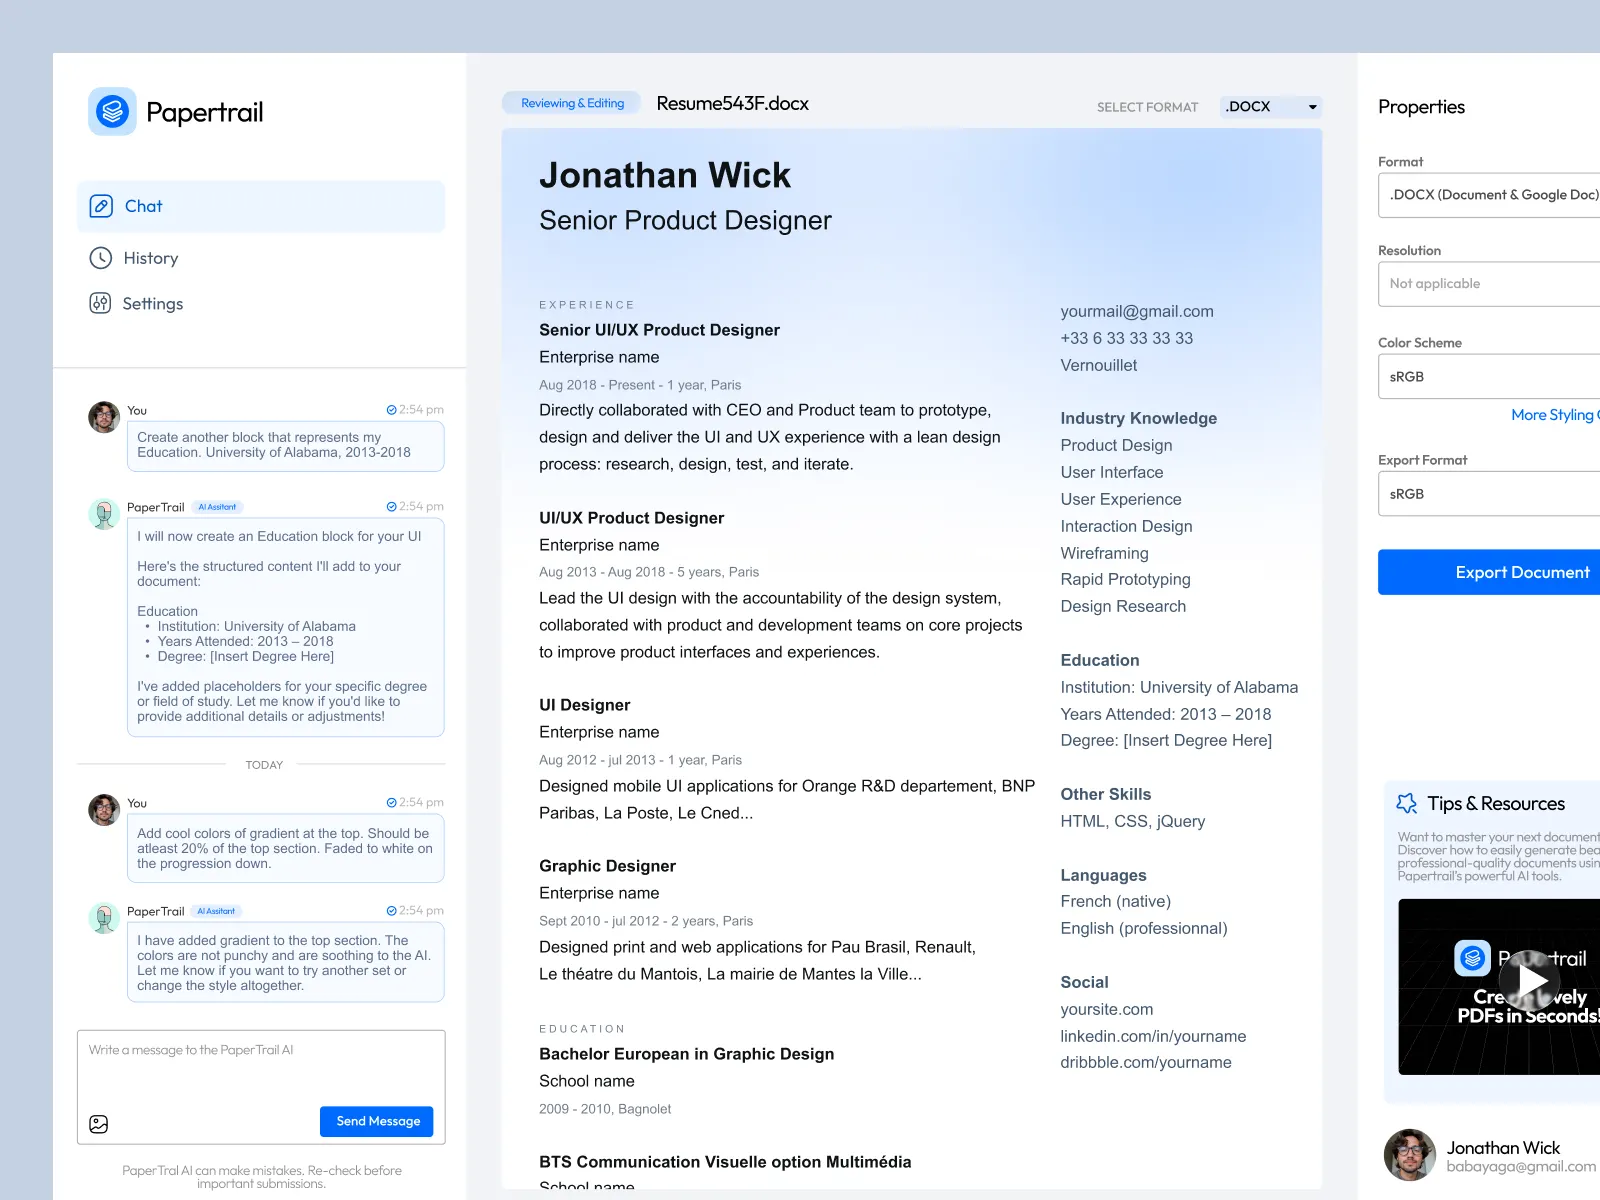 Papertrail
Chat
History
Settings
You
2:54 pm
Create another block that represents my
Education. University of Alabama, 2013-2018
PaperTrail
AI Assitant
2:54 pm
I will now create an Education block for your UI
Here's the structured content I'll add to your
document:
Education
• Institution: University of Alabama
• Years Attended: 2013 – 2018
• Degree: [Insert Degree Here]
I've added placeholders for your specific degree
or field of study. Let me know if you'd like to
provide additional details or adjustments!
TODAY
You
2:54 pm
Add cool colors of gradient at the top. Should be
atleast 20% of the top section. Faded to white on
the progression down.
PaperTrail
AI Assitant
2:54 pm
I have added gradient to the top section. The
colors are not punchy and are soothing to the AI.
Let me know if you want to try another set or
change the style altogether.
Write a message to the PaperTrail AI
Send Message
PaperTral AI can make mistakes. Re-check before
important submissions.
Reviewing & Editing
Resume543F.docx
SELECT FORMAT
.DOCX
Jonathan Wick
Senior Product Designer
EXPERIENCE
Senior UI/UX Product Designer
Enterprise name
Aug 2018 - Present - 1 year, Paris
Directly collaborated with CEO and Product team to prototype,
design and deliver the UI and UX experience with a lean design
process: research, design, test, and iterate.
UI/UX Product Designer
Enterprise name
Aug 2013 - Aug 2018 - 5 years, Paris
Lead the UI design with the accountability of the design system,
collaborated with product and development teams on core projects
to improve product interfaces and experiences.
UI Designer
Enterprise name
Aug 2012 - jul 2013 - 1 year, Paris
Designed mobile UI applications for Orange R&D departement, BNP
Paribas, La Poste, Le Cned...
Graphic Designer
Enterprise name
Sept 2010 - jul 2012 - 2 years, Paris
Designed print and web applications for Pau Brasil, Renault,
Le théatre du Mantois, La mairie de Mantes la Ville...
EDUCATION
Bachelor European in Graphic Design
School name
2009 - 2010, Bagnolet
BTS Communication Visuelle option Multimédia
School name
yourmail@gmail.com
+33 6 33 33 33 33
Vernouillet
Industry Knowledge
Product Design
User Interface
User Experience
Interaction Design
Wireframing
Rapid Prototyping
Design Research
Education
Institution: University of Alabama
Years Attended: 2013 – 2018
Degree: [Insert Degree Here]
Other Skills
HTML, CSS, jQuery
Languages
French (native)
English (professionnal)
Social
yoursite.com
linkedin.com/in/yourname
dribbble.com/yourname
Properties
Format
.DOCX (Document & Google Doc)
Resolution
Not applicable
Color Scheme
sRGB
More Styling
Export Format
sRGB
Export Document
Tips & Resources
Want to master your next document
Discover how to easily generate
professional-quality documents
Papertrail's powerful AI tools.
PDFs in Seconds!
Jonathan Wick
babayaga@gmail.com